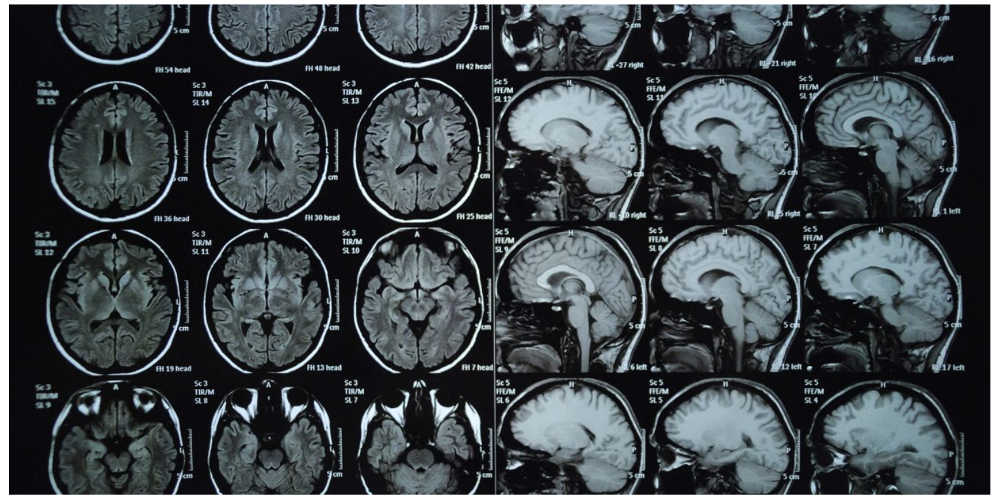 5 cm
5 cm
5 cm
5 cm
5 cm
5 cm
FH 54 head
FH 48 head
FH 42 head
RL -27 right
RL -21 right
RL -16 right
Sc 3
TIR/M
SL 15
A
L
5 cm
FH 36 head
Sc 3
TIR/M
SL 14
A
L
5 cm
FH 30 head
Sc 3
TIR/M
SL 13
A
L
5 cm
FH 25 head
Sc 5
FFE/M
SL 12
H
P
5 cm
RL -10 right
Sc 5
FFE/M
SL 11
H
P
5 cm
RL -5 right
Sc 5
FFE/M
SL 10
H
P
5 cm
RL 1 left
Sc 3
TIR/M
SL 12
A
L
5 cm
FH 19 head
Sc 3
TIR/M
SL 11
A
L
5 cm
FH 13 head
Sc 3
TIR/M
SL 10
A
L
5 cm
FH 7 head
Sc 5
FFE/M
SL 9
H
P
5 cm
RL 6 left
Sc 5
FFE/M
SL 8
H
P
5 cm
RL 12 left
Sc 5
FFE/M
SL 7
H
P
5 cm
RL 17 left
Sc 3
TIR/M
SL 9
A
L
5 cm
Sc 3
TIR/M
SL 8
A
L
5 cm
Sc 3
TIR/M
SL 7
A
L
5 cm
Sc 5
FFE/M
SL 6
H
P
5 cm
Sc 5
FFE/M
SL 5
H
P
5 cm
Sc 5
FFE/M
SL 4
H
P
5 cm